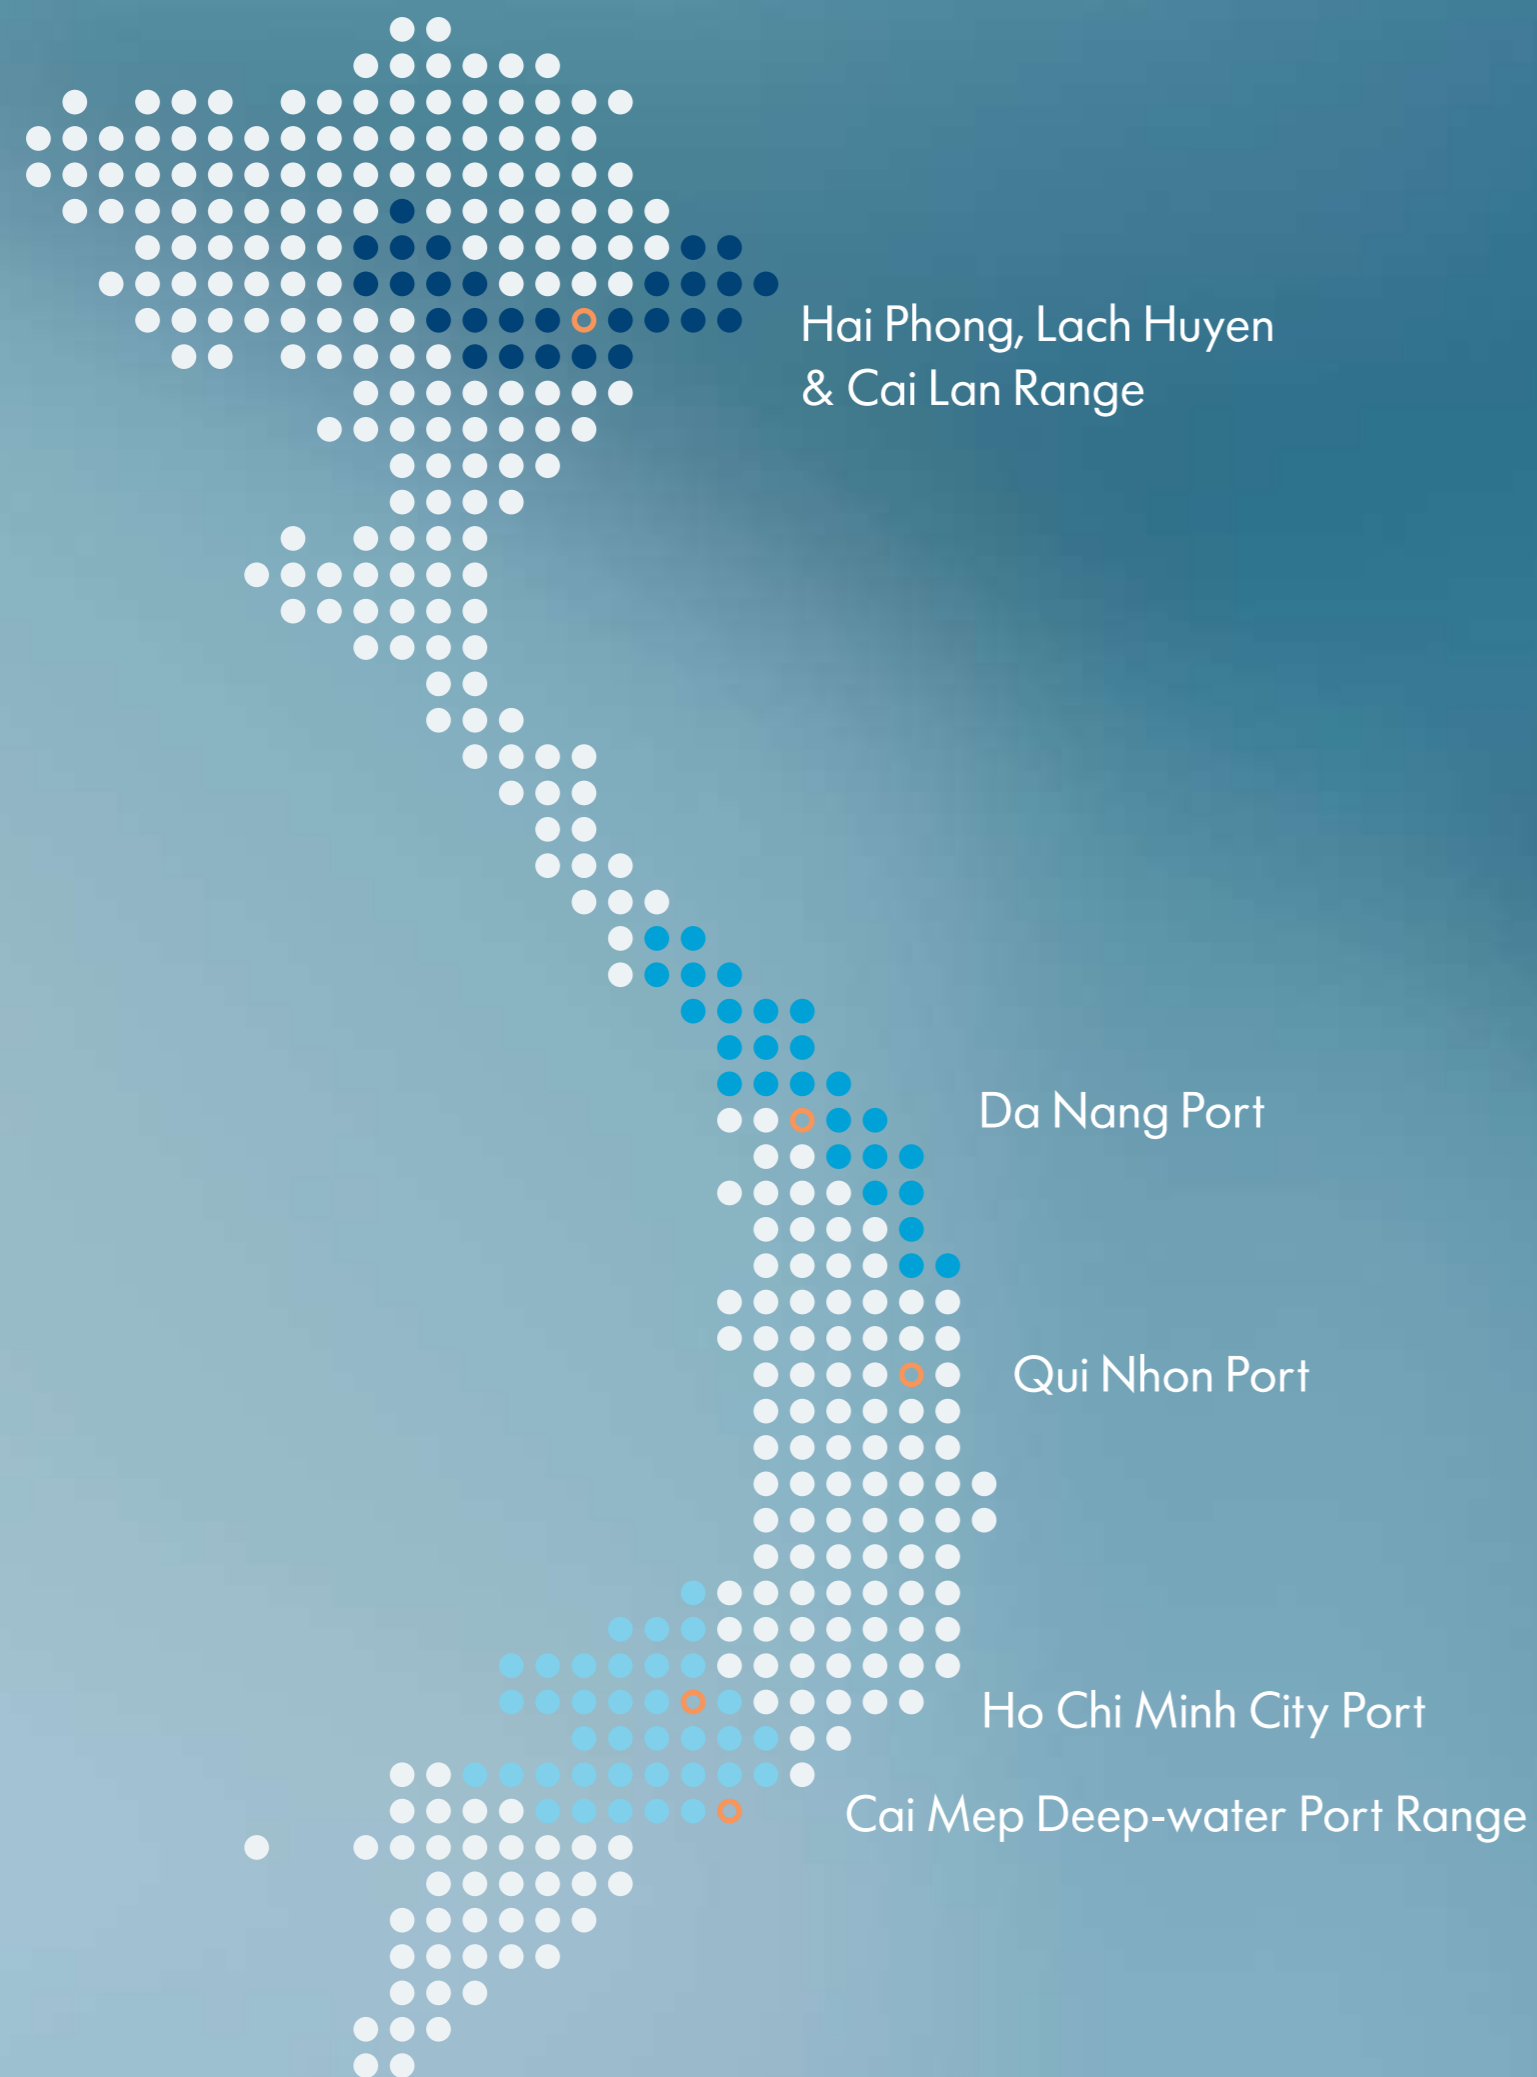 Hai Phong, Lach Huyen
& Cai Lan Range
Da Nang Port
Qui Nhon Port
Ho Chi Minh City Port
Cai Mep Deep-water Port Range